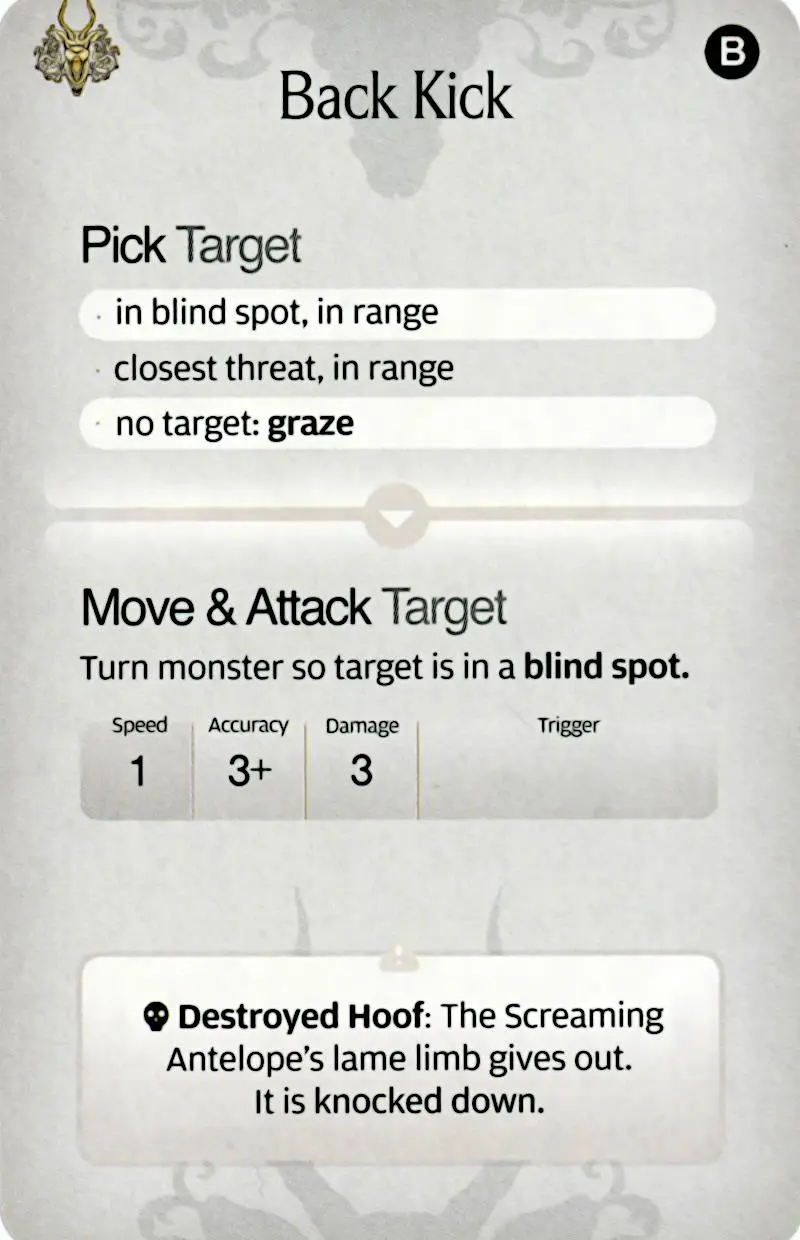 B
Back Kick
Pick Target
· in blind spot, in range
· closest threat, in range
· no target: graze
Move & Attack Target
Turn monster so target is in a blind spot.
Speed Accuracy Damage Trigger
1 3+ 3
Destroyed Hoof: The Screaming
Antelope’s lame limb gives out.
It is knocked down.